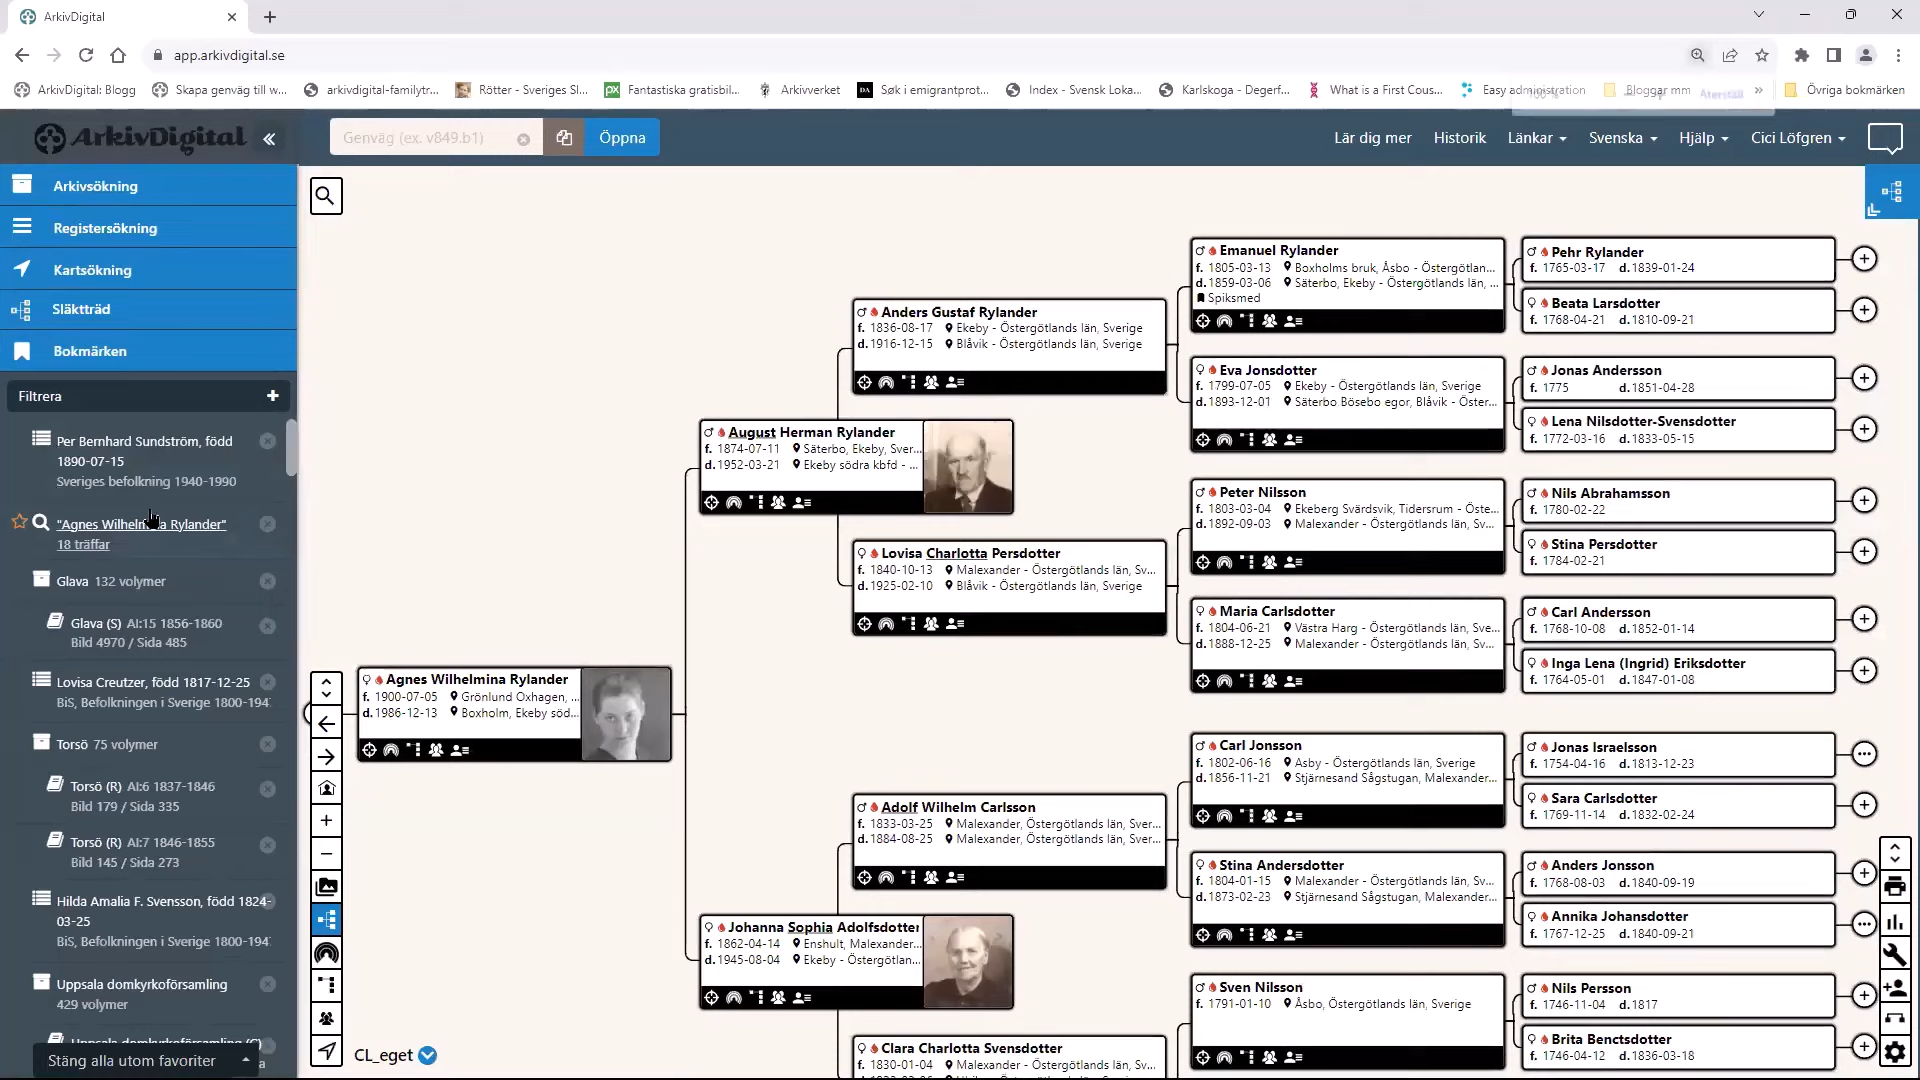 ArkivDigital
app.arkivdigital.se
ArkivDigital: Blogg
Skapa genväg till w...
arkivdigital-familytr...
Rötter - Sveriges Sl...
Fantastiska gratisbil...
Arkivverket
Søk i emigrantprot...
Index - Svensk Loka...
Karlskoga - Degerf...
What is a First Cous...
Easy administration
Bloggar mm
Återställ
»
Övriga bokmärken
ArkivDigital
«
Genväg (ex. v849.b1)
Öppna
Lär dig mer
Historik
Länkar
Svenska
Hjälp
Cici Löfgren
Arkivsökning
Registersökning
Kartsökning
Släktträd
Bokmärken
Filtrera
Per Bernhard Sundström, född
1890-07-15
Sveriges befolkning 1940-1990
"Agnes Wilhelmina Rylander"
18 träffar
Glava 132 volymer
Glava (S) AI:15 1856-1860
Bild 4970 / Sida 485
Lovisa Creutzer, född 1817-12-25
BiS, Befolkningen i Sverige 1800-194
Torsö 75 volymer
Torsö (R) AI:6 1837-1846
Bild 179 / Sida 335
Torsö (R) AI:7 1846-1855
Bild 145 / Sida 273
Hilda Amalia F. Svensson, född 1824-
03-25
BiS, Befolkningen i Sverige 1800-194
Uppsala domkyrkoförsamling
429 volymer
Uppsala domkyrkoförsamling (C)
Stäng alla utom favoriter
Agnes Wilhelmina Rylander
f. 1900-07-05 Grönlund Oxhagen, ...
d. 1986-12-13 Boxholm, Ekeby söd...
August Herman Rylander
f. 1874-07-11 Säterbo, Ekeby, Sver...
d. 1952-03-21 Ekeby södra kbfd - ...
Johanna Sophia Adolfsdotter
f. 1862-04-14 Enshult, Malexander...
d. 1945-08-04 Ekeby - Östergötlan...
Anders Gustaf Rylander
f. 1836-08-17 Ekeby - Östergötlands län, Sverige
d. 1916-12-15 Blåvik - Östergötlands län, Sverige
Lovisa Charlotta Persdotter
f. 1840-10-13 Malexander - Östergötlands län, Sv...
d. 1925-02-10 Blåvik - Östergötlands län, Sverige
Adolf Wilhelm Carlsson
f. 1833-03-25 Malexander, Östergötlands län, Sver...
d. 1884-08-25 Malexander - Östergötlands län, Sver...
Clara Charlotta Svensdotter
f. 1830-01-04 Malexander - Östergötlands län, Sv...
Emanuel Rylander
f. 1805-03-13 Boxholms bruk, Åsbo - Östergötlan...
d. 1859-03-06 Säterbo, Ekeby - Östergötlands län, ...
Spiksmed
Eva Jonsdotter
f. 1799-07-05 Ekeby - Östergötlands län, Sverige
d. 1893-12-01 Säterbo Bösebo egor, Blåvik - Öster...
Peter Nilsson
f. 1803-03-04 Ekeberg Svärdsvik, Tidersrum - Öste...
d. 1892-09-03 Malexander - Östergötlands län, Sv...
Maria Carlsdotter
f. 1804-06-21 Västra Harg - Östergötlands län, Sve...
d. 1888-12-25 Malexander - Östergötlands län, Sv...
Carl Jonsson
f. 1802-06-16 Asby - Östergötlands län, Sverige
d. 1856-11-21 Stjärnesand Sågstugan, Malexander...
Stina Andersdotter
f. 1804-01-15 Malexander - Östergötlands län, Sv...
d. 1873-02-23 Stjärnesand Sågstugan, Malexander...
Sven Nilsson
f. 1791-01-10 Åsbo, Östergötlands län, Sverige
Pehr Rylander
f. 1765-03-17 d. 1839-01-24
Beata Larsdotter
f. 1768-04-21 d. 1810-09-21
Jonas Andersson
f. 1775 d. 1851-04-28
Lena Nilsdotter-Svensdotter
f. 1772-03-16 d. 1833-05-15
Nils Abrahamsson
f. 1780-02-22
Stina Persdotter
f. 1784-02-21
Carl Andersson
f. 1768-10-08 d. 1852-01-14
Inga Lena (Ingrid) Eriksdotter
f. 1764-05-01 d. 1847-01-08
Jonas Israelsson
f. 1754-04-16 d. 1813-12-23
Sara Carlsdotter
f. 1769-11-14 d. 1832-02-24
Anders Jonsson
f. 1768-08-03 d. 1840-09-19
Annika Johansdotter
f. 1767-12-25 d. 1840-09-21
Nils Persson
f. 1746-11-04 d. 1817
Brita Benctsdotter
f. 1746-04-12 d. 1836-03-18
CL_eget